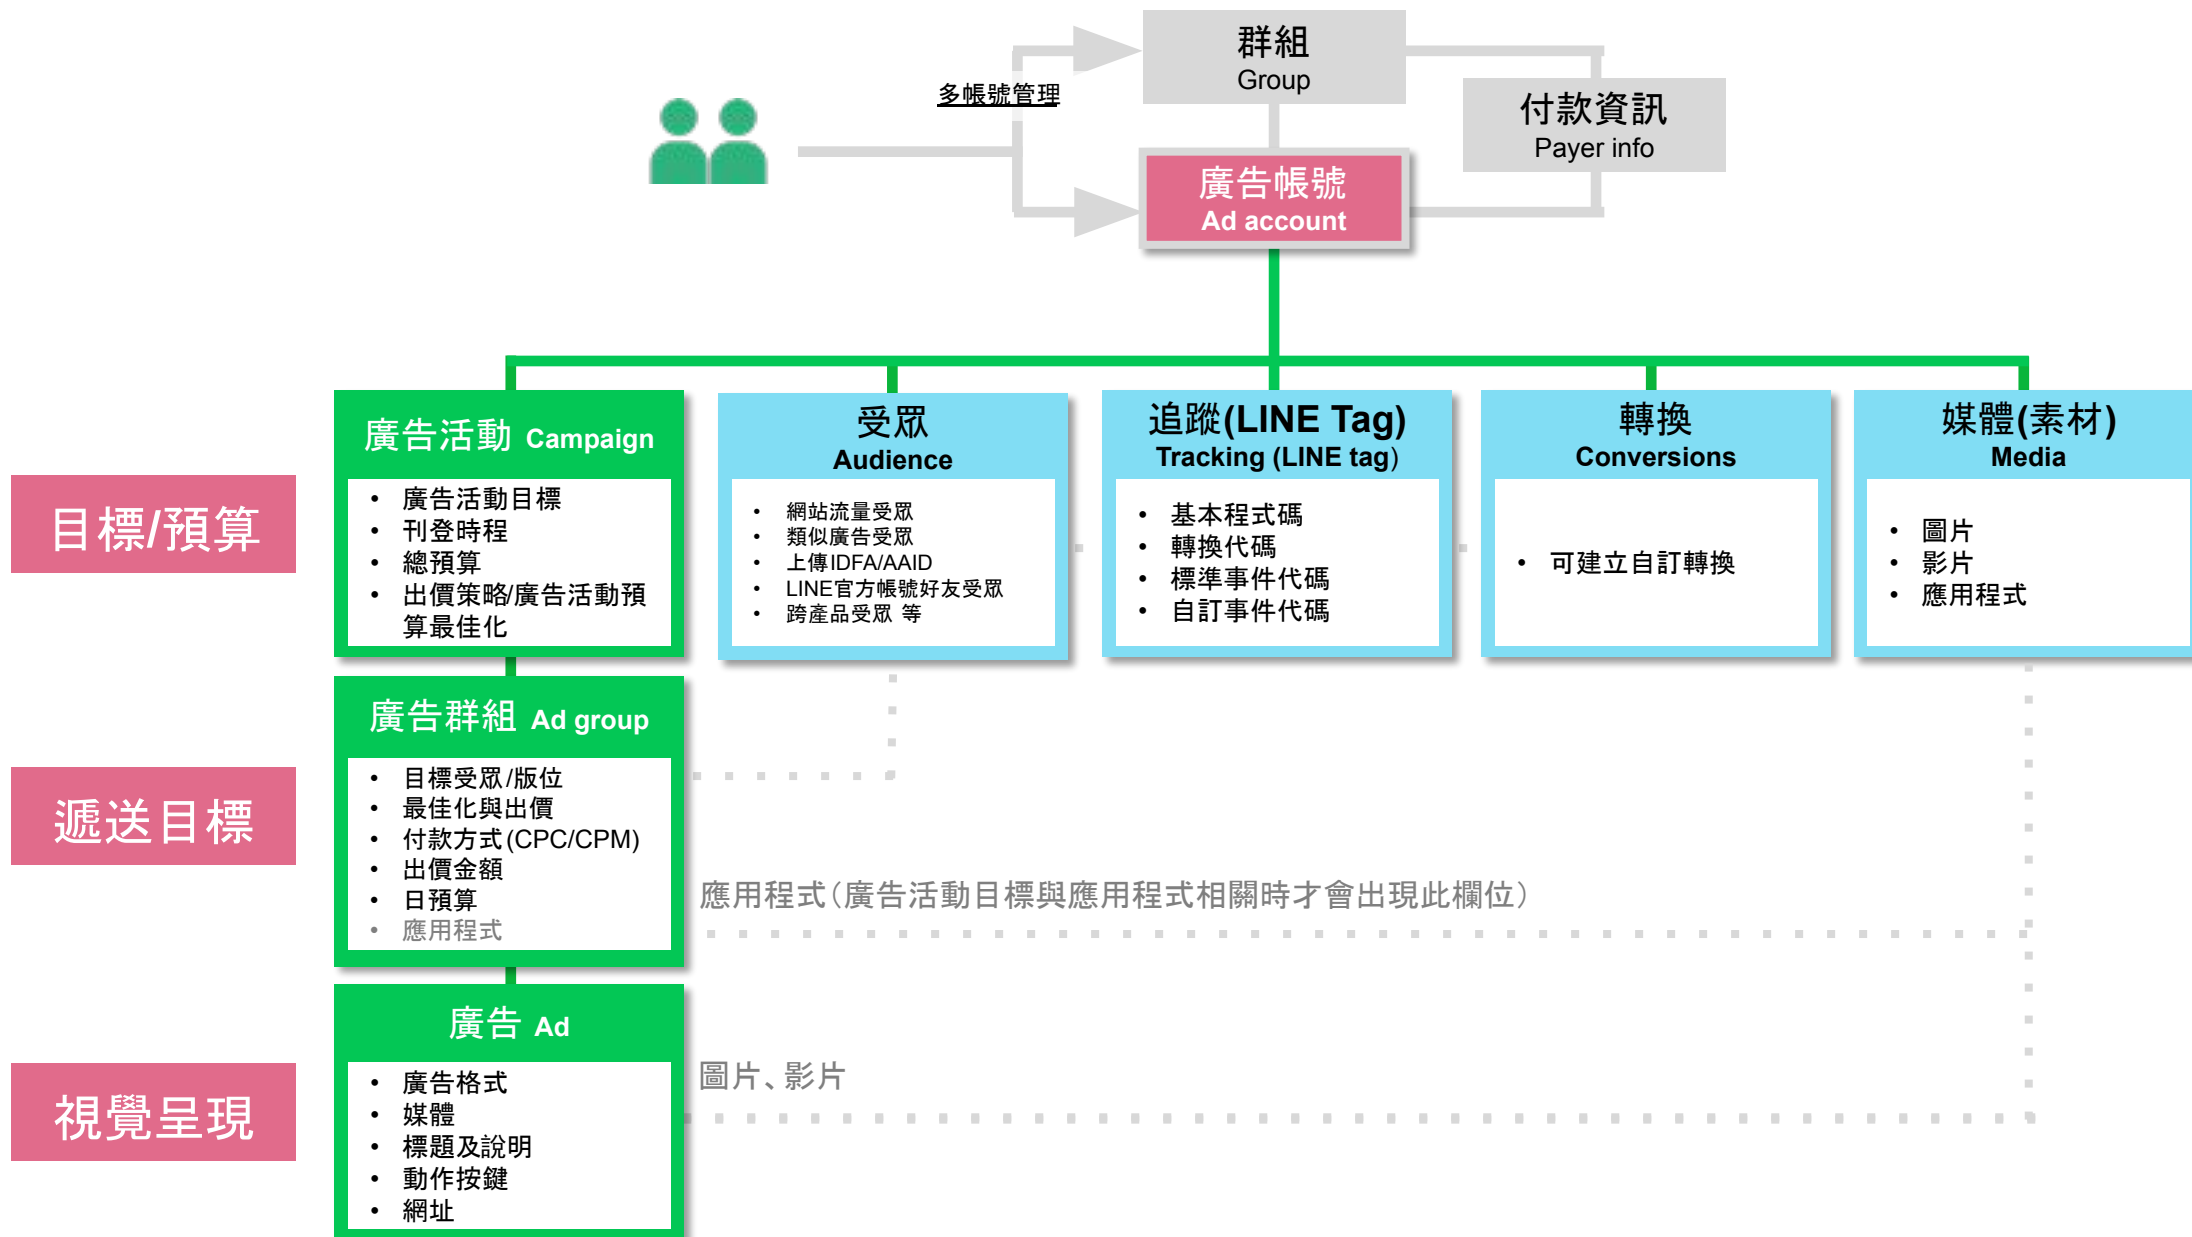 群組
Group
多帳號管理
付款資訊
Payer info
廣告帳號
Ad account
廣告活動 Campaign
受眾
Audience
追蹤(LINE Tag)
Tracking (LINE tag)
轉換
Conversions
媒體(素材)
Media
目標/預算
• 廣告活動目標
• 刊登時程
• 總預算
• 出價策略/廣告活動預
算最佳化
• 網站流量受眾
• 類似廣告受眾
• 上傳IDFA/AAID
• LINE官方帳號好友受眾
• 跨產品受眾 等
• 基本程式碼
• 轉換代碼
• 標準事件代碼
• 自訂事件代碼
• 可建立自訂轉換
• 圖片
• 影片
• 應用程式
廣告群組 Ad group
遞送目標
• 目標受眾/版位
• 最佳化與出價
• 付款方式(CPC/CPM)
• 出價金額
• 日預算
• 應用程式
應用程式(廣告活動目標與應用程式相關時才會出現此欄位)
廣告 Ad
視覺呈現
• 廣告格式
• 媒體
• 標題及說明
• 動作按鍵
• 網址
圖片、影片